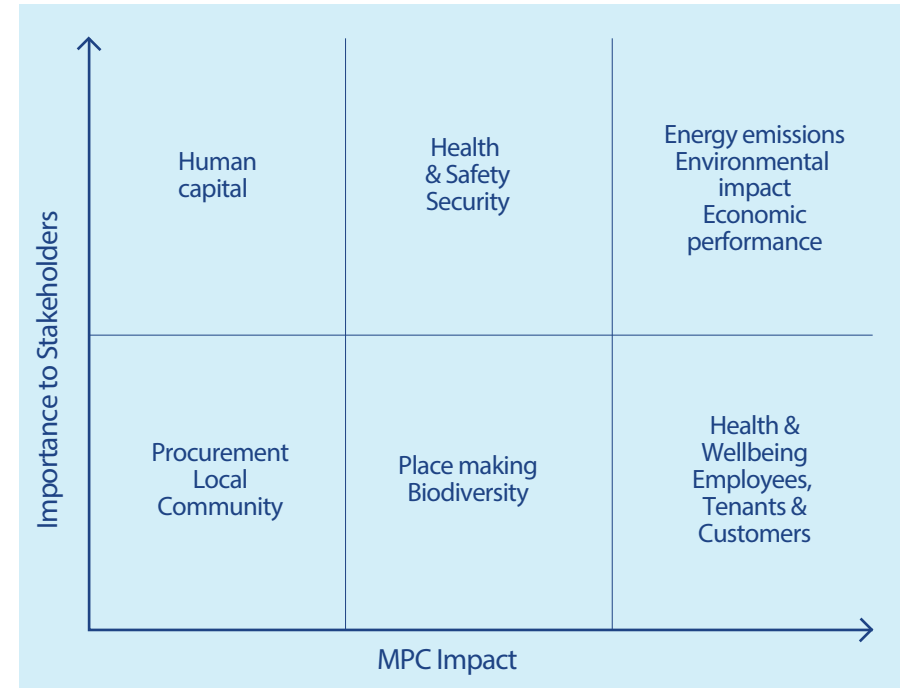 Importance to Stakeholders
Human
capital
Health
& Safety
Security
Energy emissions
Environmental
impact
Economic
performance
Procurement
Local
Community
Place making
Biodiversity
Health &
Wellbeing
Employees,
Tenants &
Customers
MPC Impact